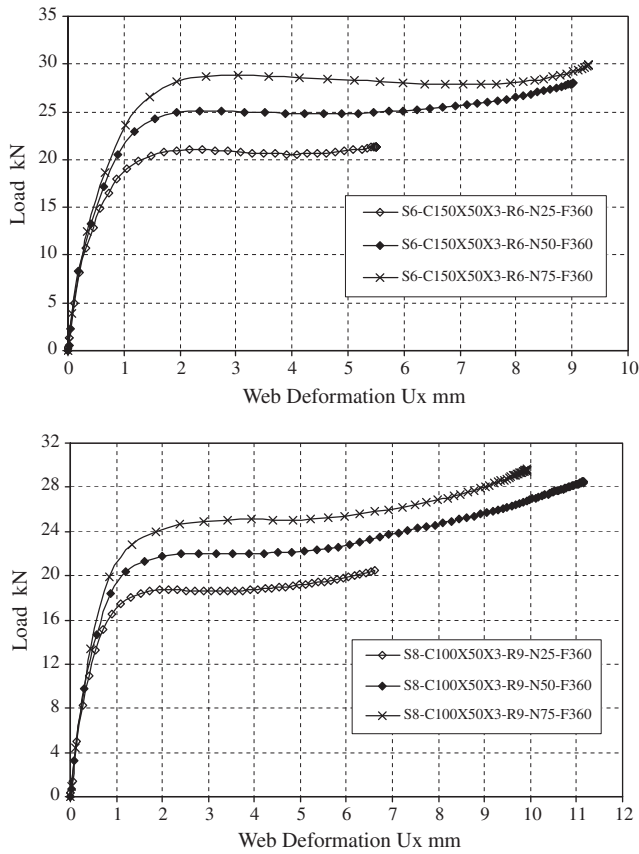 Load kN
35
30
25
20
15
10
5
0
0 1 2 3 4 5 6 7 8 9 10
Web Deformation Ux mm
S6-C150X50X3-R6-N25-F360
S6-C150X50X3-R6-N50-F360
S6-C150X50X3-R6-N75-F360
Load kN
32
28
24
20
16
12
8
4
0
0 1 2 3 4 5 6 7 8 9 10 11 12
Web Deformation Ux mm
S8-C100X50X3-R9-N25-F360
S8-C100X50X3-R9-N50-F360
S8-C100X50X3-R9-N75-F360